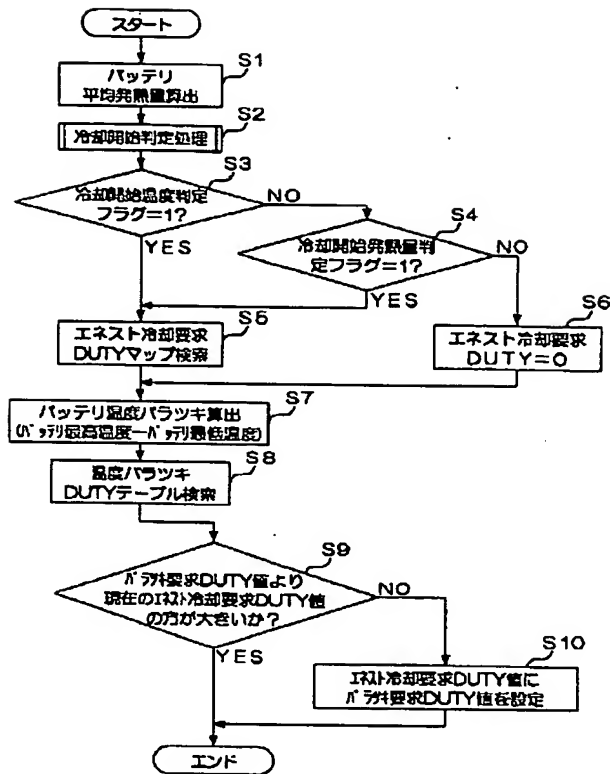 スタート
S1
バッテリ
平均発熱量算出
S2
冷却開始判定処理
S3
冷却開始温度判定
フラグ=1?
NO
YES
S4
冷却開始発熱量判
定フラグ=1?
NO
YES
S5
エネスト冷却要求
DUTYマップ検索
S6
エネスト冷却要求
DUTY=0
S7
バッテリ温度バラツキ算出
(バッテリ最高温度ーバッテリ最低温度)
S8
温度バラツキ
DUTYテーブル検索
S9
バラツキ要求DUTY値より
現在のエネスト冷却要求DUTY値
の方が大きいか?
NO
YES
S10
エネスト冷却要求DUTY値に
バラツキ要求DUTY値を設定
エンド